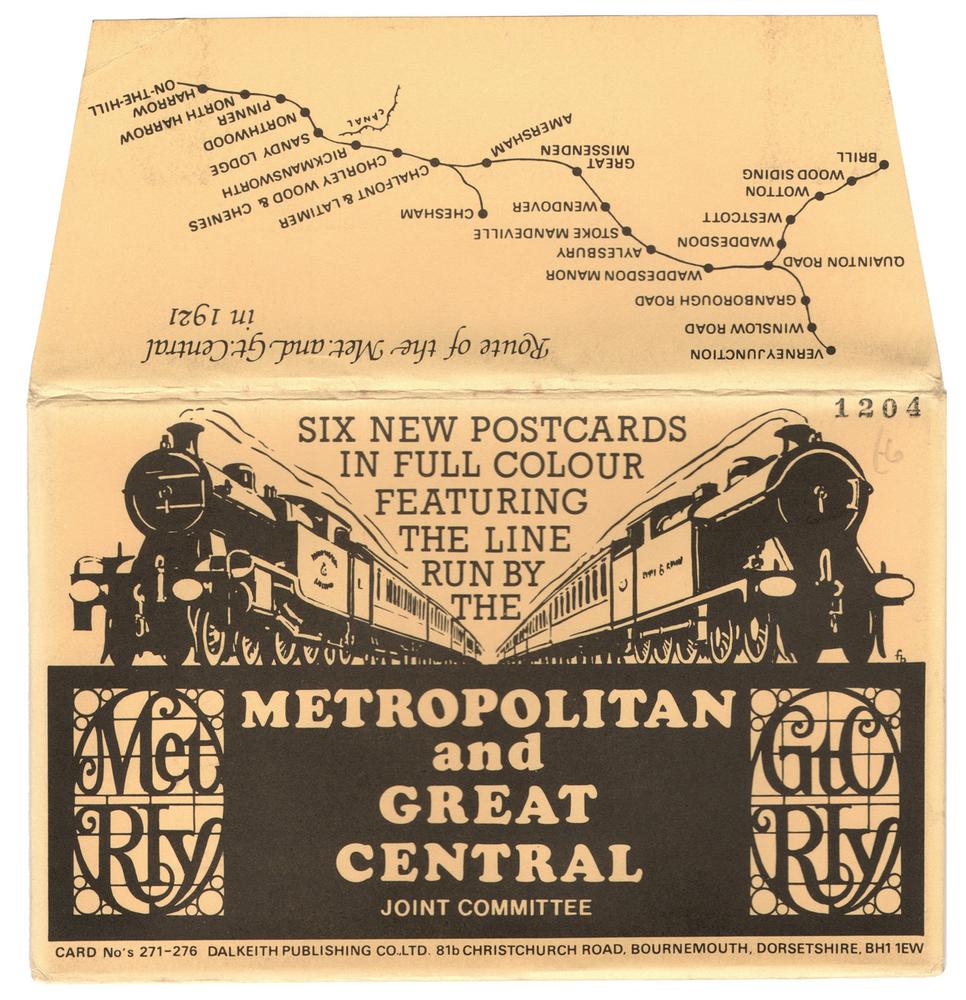 HARROW
ON-THE-HILL
NORTH HARROW
PINNER
NORTHWOOD
SANDY LODGE
RICKMANSWORTH
CHORLEY WOOD & CHENIES
CHALFONT & LATIMER
CANAL
CHESHAM
AMERSHAM
GREAT
MISSENDEN
WENDOVER
STOKE MANDEVILLE
AYLESBURY
WADDESDON MANOR
QUAINTON ROAD
WADDESDON
WESTCOTT
WOTTON
WOOD SIDING
BRILL
GRANBOROUGH ROAD
WINSLOW ROAD
VERNEY JUNCTION
Route of the Met. and Gt. Central
in 1921
1204
SIX NEW POSTCARDS
IN FULL COLOUR
FEATURING
THE LINE
RUN BY
THE
METROPOLITAN
and
GREAT
CENTRAL
JOINT COMMITTEE
Met
Rly
GtC
Rly
CARD No's 271-276 DALKEITH PUBLISHING CO.,LTD. 81b CHRISTCHURCH ROAD, BOURNEMOUTH, DORSETSHIRE, BH1 1EW